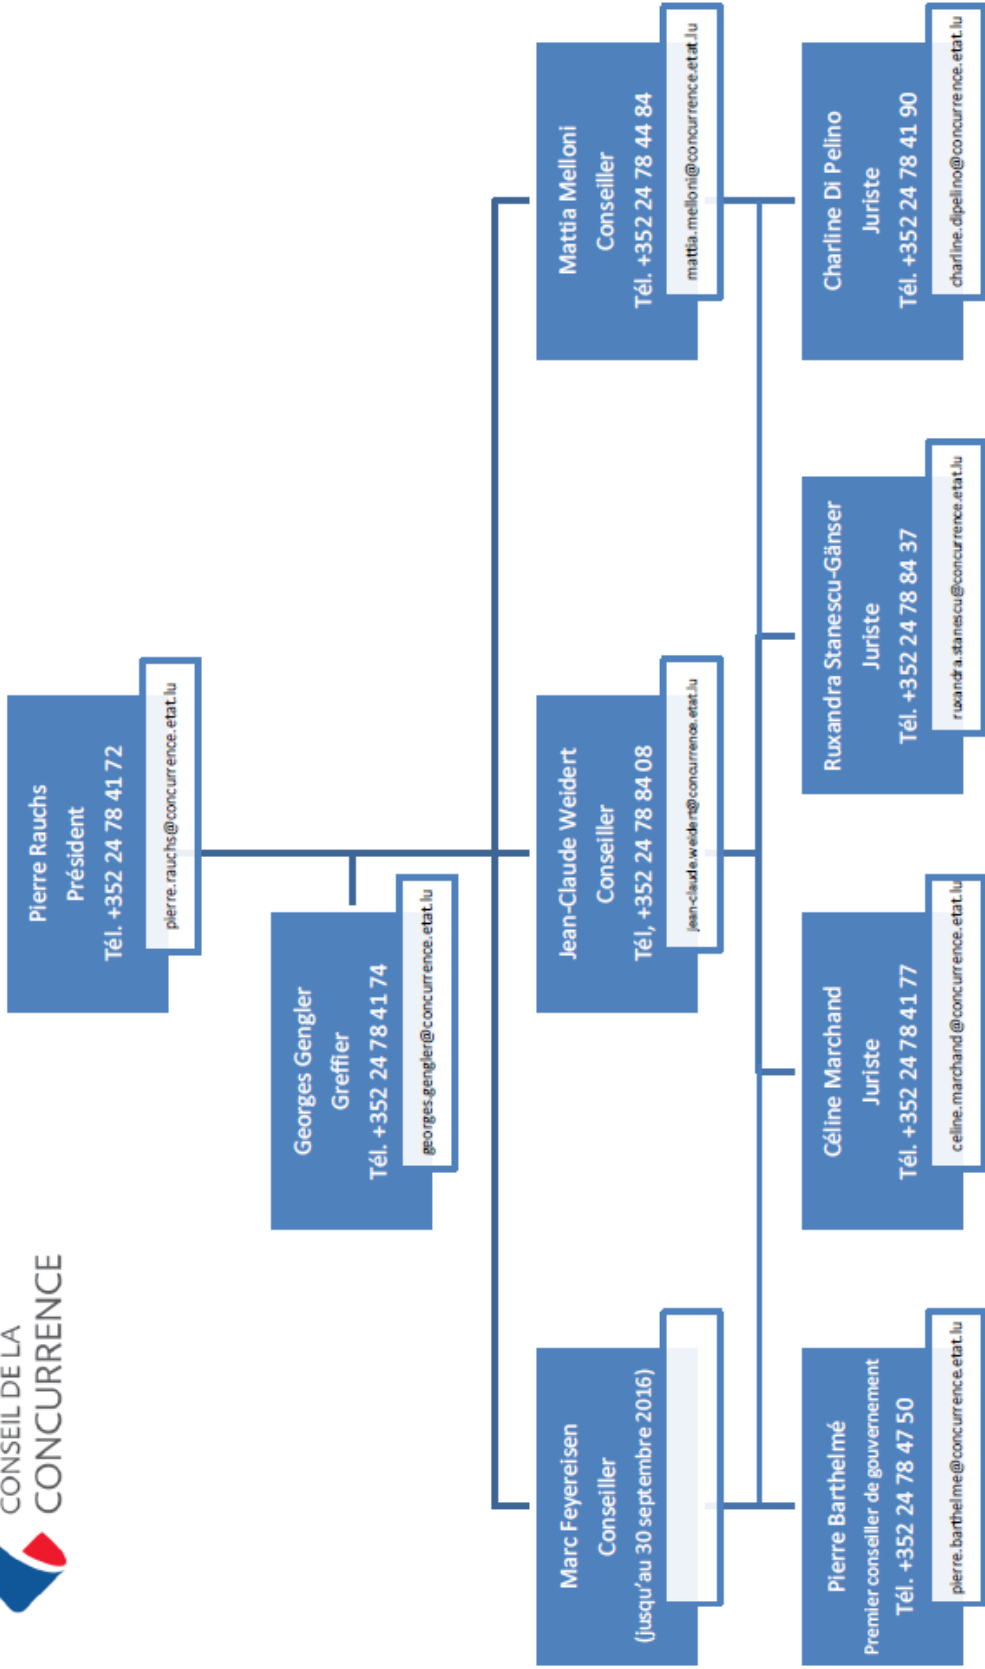 CONSEIL DE LA
CONCURRENCE
Pierre Rauchs
Président
Tél. +352 24 78 41 72
pierre.rauchs@concurrence.etat.lu
Georges Gengler
Greffier
Tél. +352 24 78 41 74
georges.gengler@concurrence.etat.lu
Marc Feyereisen
Conseiller
(jusqu'au 30 septembre 2016)
Jean-Claude Weidert
Conseiller
Tél, +352 24 78 84 08
jean-claude.weidert@concurrence.etat.lu
Mattia Melloni
Conseiller
Tél. +352 24 78 44 84
mattia.melloni@concurrence.etat.lu
Pierre Barthelmé
Premier conseiller de gouvernement
Tél. +352 24 78 47 50
pierre.barthelme@concurrence.etat.lu
Céline Marchand
Juriste
Tél. +352 24 78 41 77
celine.marchand@concurrence.etat.lu
Ruxandra Stanescu-Gänser
Juriste
Tél. +352 24 78 84 37
ruxandra.stanescu@concurrence.etat.lu
Charline Di Pelino
Juriste
Tél. +352 24 78 41 90
charline.dipelino@concurrence.etat.lu